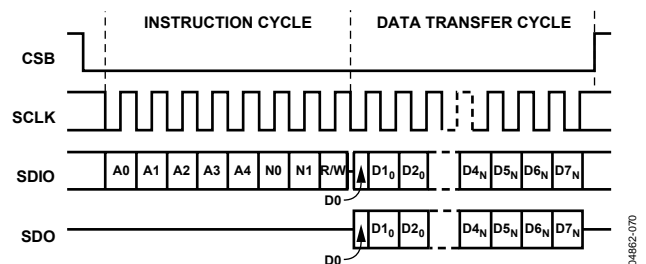 INSTRUCTION CYCLE DATA TRANSFER CYCLE
CSB
SCLK
SDIO A0 A1 A2 A3 A4 N0 N1 R/W D1₀ D2₀ D4N D5N D6N D7N
D0
SDO D1₀ D2₀ D4N D5N D6N D7N
D0
04862-070